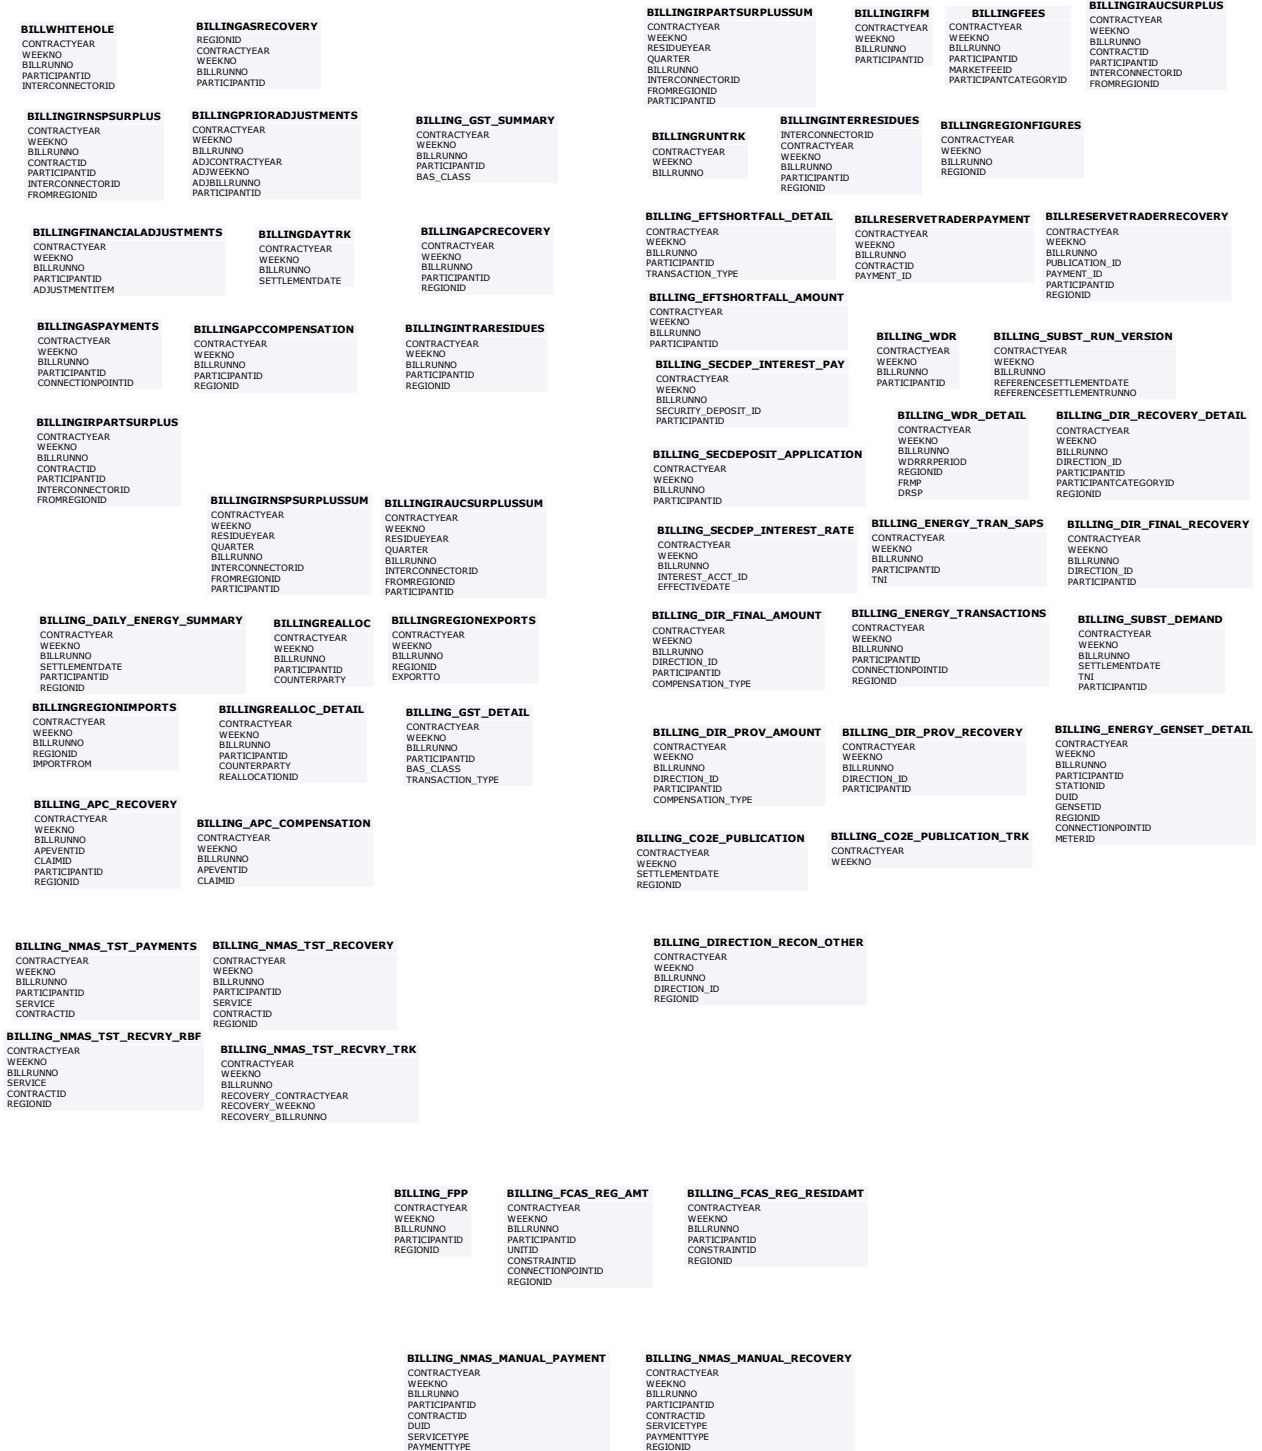 BILLWHITEHOLE
CONTRACTYEAR
WEEKNO
BILLRUNNO
PARTICIPANTID
INTERCONNECTORID
BILLINGASRECOVERY
REGIONID
CONTRACTYEAR
WEEKNO
BILLRUNNO
PARTICIPANTID
BILLINGIRNSPSURPLUS
CONTRACTYEAR
WEEKNO
BILLRUNNO
CONTRACTID
PARTICIPANTID
INTERCONNECTORID
FROMREGIONID
BILLINGPRIORADJUSTMENTS
CONTRACTYEAR
WEEKNO
BILLRUNNO
ADJCONTRACTYEAR
ADJWEEKNO
ADJBILLRUNNO
PARTICIPANTID
BILLING_GST_SUMMARY
CONTRACTYEAR
WEEKNO
BILLRUNNO
PARTICIPANTID
BAS_CLASS
BILLINGFINANCIALADJUSTMENTS
CONTRACTYEAR
WEEKNO
BILLRUNNO
PARTICIPANTID
ADJUSTMENTITEM
BILLINGDAYTRK
CONTRACTYEAR
WEEKNO
BILLRUNNO
SETTLEMENTDATE
BILLINGAPCRECOVERY
CONTRACTYEAR
WEEKNO
BILLRUNNO
PARTICIPANTID
REGIONID
BILLINGASPAYMENTS
CONTRACTYEAR
WEEKNO
BILLRUNNO
PARTICIPANTID
CONNECTIONPOINTID
BILLINGAPCCOMPENSATION
CONTRACTYEAR
WEEKNO
BILLRUNNO
PARTICIPANTID
REGIONID
BILLINGINTRARESIDUES
CONTRACTYEAR
WEEKNO
BILLRUNNO
PARTICIPANTID
REGIONID
BILLINGIRPARTSURPLUS
CONTRACTYEAR
WEEKNO
BILLRUNNO
CONTRACTID
PARTICIPANTID
INTERCONNECTORID
FROMREGIONID
BILLINGIRNSPSURPLUSSUM
CONTRACTYEAR
WEEKNO
RESIDUEYEAR
QUARTER
BILLRUNNO
INTERCONNECTORID
FROMREGIONID
PARTICIPANTID
BILLINGIRAUCSURPLUSSUM
CONTRACTYEAR
WEEKNO
RESIDUEYEAR
QUARTER
BILLRUNNO
INTERCONNECTORID
FROMREGIONID
PARTICIPANTID
BILLING_DAILY_ENERGY_SUMMARY
CONTRACTYEAR
WEEKNO
BILLRUNNO
SETTLEMENTDATE
PARTICIPANTID
REGIONID
BILLINGREALLOC
CONTRACTYEAR
WEEKNO
BILLRUNNO
PARTICIPANTID
COUNTERPARTY
BILLINGREGIONEXPORTS
CONTRACTYEAR
WEEKNO
BILLRUNNO
REGIONID
EXPORTTO
BILLINGREGIONIMPORTS
CONTRACTYEAR
WEEKNO
BILLRUNNO
REGIONID
IMPORTFROM
BILLINGREALLOC_DETAIL
CONTRACTYEAR
WEEKNO
BILLRUNNO
PARTICIPANTID
COUNTERPARTY
REALLOCATIONID
BILLING_GST_DETAIL
CONTRACTYEAR
WEEKNO
BILLRUNNO
PARTICIPANTID
BAS_CLASS
TRANSACTION_TYPE
BILLING_APC_RECOVERY
CONTRACTYEAR
WEEKNO
BILLRUNNO
APEVENTID
CLAIMID
PARTICIPANTID
REGIONID
BILLING_APC_COMPENSATION
CONTRACTYEAR
WEEKNO
BILLRUNNO
APEVENTID
CLAIMID
BILLING_NMAS_TST_PAYMENTS
CONTRACTYEAR
WEEKNO
BILLRUNNO
PARTICIPANTID
SERVICE
CONTRACTID
BILLING_NMAS_TST_RECOVERY
CONTRACTYEAR
WEEKNO
BILLRUNNO
PARTICIPANTID
SERVICE
CONTRACTID
REGIONID
BILLING_NMAS_TST_RECVRY_RBF
CONTRACTYEAR
WEEKNO
BILLRUNNO
SERVICE
CONTRACTID
REGIONID
BILLING_NMAS_TST_RECVRY_TRK
CONTRACTYEAR
WEEKNO
BILLRUNNO
RECOVERY_CONTRACTYEAR
RECOVERY_WEEKNO
RECOVERY_BILLRUNNO
BILLINGIRPARTSURPLUSSUM
CONTRACTYEAR
WEEKNO
RESIDUEYEAR
QUARTER
BILLRUNNO
INTERCONNECTORID
FROMREGIONID
PARTICIPANTID
BILLINGIRFM
CONTRACTYEAR
WEEKNO
BILLRUNNO
PARTICIPANTID
BILLINGFEES
CONTRACTYEAR
WEEKNO
BILLRUNNO
PARTICIPANTID
MARKETFEEID
PARTICIPANTCATEGORYID
BILLINGIRAUCSURPLUS
CONTRACTYEAR
WEEKNO
BILLRUNNO
CONTRACTID
PARTICIPANTID
INTERCONNECTORID
FROMREGIONID
BILLINGRUNTRK
CONTRACTYEAR
WEEKNO
BILLRUNNO
BILLINGINTERRESIDUES
INTERCONNECTORID
CONTRACTYEAR
WEEKNO
BILLRUNNO
PARTICIPANTID
REGIONID
BILLINGREGIONFIGURES
CONTRACTYEAR
WEEKNO
BILLRUNNO
REGIONID
BILLING_EFTSHORTFALL_DETAIL
CONTRACTYEAR
WEEKNO
BILLRUNNO
PARTICIPANTID
TRANSACTION_TYPE
BILLRESERVETRADERPAYMENT
CONTRACTYEAR
WEEKNO
BILLRUNNO
CONTRACTID
PAYMENT_ID
BILLRESERVETRADERRECOVERY
CONTRACTYEAR
WEEKNO
BILLRUNNO
PUBLICATION_ID
PAYMENT_ID
PARTICIPANTID
REGIONID
BILLING_EFTSHORTFALL_AMOUNT
CONTRACTYEAR
WEEKNO
BILLRUNNO
PARTICIPANTID
BILLING_WDR
CONTRACTYEAR
WEEKNO
BILLRUNNO
PARTICIPANTID
BILLING_SUBST_RUN_VERSION
CONTRACTYEAR
WEEKNO
BILLRUNNO
REFERENCESETTLEMENTDATE
REFERENCESETTLEMENTRUNNO
BILLING_SECDEP_INTEREST_PAY
CONTRACTYEAR
WEEKNO
BILLRUNNO
SECURITY_DEPOSIT_ID
PARTICIPANTID
BILLING_WDR_DETAIL
CONTRACTYEAR
WEEKNO
BILLRUNNO
WDRRRPERIOD
REGIONID
FRMP
DRSP
BILLING_DIR_RECOVERY_DETAIL
CONTRACTYEAR
WEEKNO
BILLRUNNO
DIRECTION_ID
PARTICIPANTID
PARTICIPANTCATEGORYID
REGIONID
BILLING_SECDEPOSIT_APPLICATION
CONTRACTYEAR
WEEKNO
BILLRUNNO
PARTICIPANTID
BILLING_SECDEP_INTEREST_RATE
CONTRACTYEAR
WEEKNO
BILLRUNNO
INTEREST_ACCT_ID
EFFECTIVEDATE
BILLING_ENERGY_TRAN_SAPS
CONTRACTYEAR
WEEKNO
BILLRUNNO
PARTICIPANTID
TNI
BILLING_DIR_FINAL_RECOVERY
CONTRACTYEAR
WEEKNO
BILLRUNNO
DIRECTION_ID
PARTICIPANTID
BILLING_DIR_FINAL_AMOUNT
CONTRACTYEAR
WEEKNO
BILLRUNNO
DIRECTION_ID
PARTICIPANTID
COMPENSATION_TYPE
BILLING_ENERGY_TRANSACTIONS
CONTRACTYEAR
WEEKNO
BILLRUNNO
PARTICIPANTID
CONNECTIONPOINTID
REGIONID
BILLING_SUBST_DEMAND
CONTRACTYEAR
WEEKNO
BILLRUNNO
SETTLEMENTDATE
TNI
PARTICIPANTID
BILLING_DIR_PROV_AMOUNT
CONTRACTYEAR
WEEKNO
BILLRUNNO
DIRECTION_ID
PARTICIPANTID
COMPENSATION_TYPE
BILLING_DIR_PROV_RECOVERY
CONTRACTYEAR
WEEKNO
BILLRUNNO
DIRECTION_ID
PARTICIPANTID
BILLING_ENERGY_GENSET_DETAIL
CONTRACTYEAR
WEEKNO
BILLRUNNO
PARTICIPANTID
STATIONID
DUID
GENSETID
REGIONID
CONNECTIONPOINTID
METERID
BILLING_CO2E_PUBLICATION
CONTRACTYEAR
WEEKNO
SETTLEMENTDATE
REGIONID
BILLING_CO2E_PUBLICATION_TRK
CONTRACTYEAR
WEEKNO
BILLING_DIRECTION_RECON_OTHER
CONTRACTYEAR
WEEKNO
BILLRUNNO
DIRECTION_ID
REGIONID
BILLING_FPP
CONTRACTYEAR
WEEKNO
BILLRUNNO
PARTICIPANTID
REGIONID
BILLING_FCAS_REG_AMT
CONTRACTYEAR
WEEKNO
BILLRUNNO
PARTICIPANTID
UNITID
CONSTRAINTID
CONNECTIONPOINTID
REGIONID
BILLING_FCAS_REG_RESIDAMT
CONTRACTYEAR
WEEKNO
BILLRUNNO
PARTICIPANTID
CONSTRAINTID
REGIONID
BILLING_NMAS_MANUAL_PAYMENT
CONTRACTYEAR
WEEKNO
BILLRUNNO
PARTICIPANTID
CONTRACTID
DUID
SERVICETYPE
PAYMENTTYPE
BILLING_NMAS_MANUAL_RECOVERY
CONTRACTYEAR
WEEKNO
BILLRUNNO
PARTICIPANTID
CONTRACTID
SERVICETYPE
PAYMENTTYPE
REGIONID